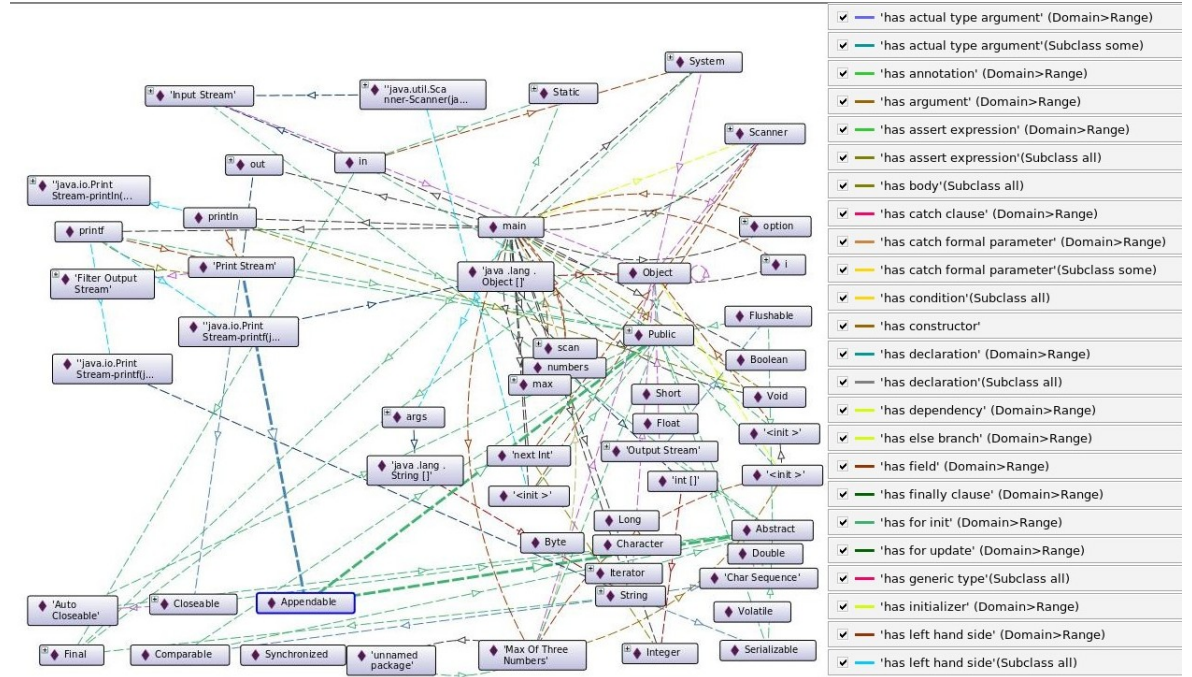 System
'Input Stream'
''java.util.Sca
nner-Scanner(ja...
Static
Scanner
out
in
''java.io.Print
Stream-println(...
println
printf
main
option
i
'Print Stream'
'Filter Output
Stream'
'java .lang .
Object []'
Object
''java.io.Print
Stream-printf(j...
Flushable
Public
scan
numbers
max
''java.io.Print
Stream-printf(j...
Boolean
Short
Void
args
Float
'<init >'
'next Int'
'Output Stream'
'java .lang .
String []'
'int []'
'<init >'
'<init >'
Long
Abstract
Byte
Character
Double
Iterator
'Char Sequence'
String
'Auto
Closeable'
Closeable
Appendable
Volatile
Final
Comparable
Synchronized
'unnamed
package'
'Max Of Three
Numbers'
Integer
Serializable
'has actual type argument' (Domain>Range)
'has actual type argument'(Subclass some)
'has annotation' (Domain>Range)
'has argument' (Domain>Range)
'has assert expression' (Domain>Range)
'has assert expression'(Subclass all)
'has body'(Subclass all)
'has catch clause' (Domain>Range)
'has catch formal parameter' (Domain>Range)
'has catch formal parameter'(Subclass some)
'has condition'(Subclass all)
'has constructor'
'has declaration' (Domain>Range)
'has declaration'(Subclass all)
'has dependency' (Domain>Range)
'has else branch' (Domain>Range)
'has field' (Domain>Range)
'has finally clause' (Domain>Range)
'has for init' (Domain>Range)
'has for update' (Domain>Range)
'has generic type'(Subclass all)
'has initializer' (Domain>Range)
'has left hand side' (Domain>Range)
'has left hand side'(Subclass all)